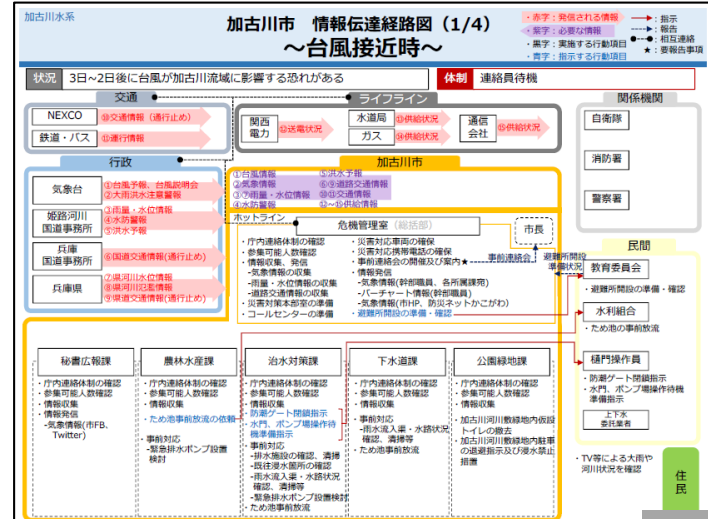 加古川水系
加古川市 情報伝達経路図（1/4）
～台風接近時～
・赤字：発信される情報
・紫字：必要な情報
・黒字：実施する行動項目
・青字：指示する行動項目
：指示
：報告
：相互連絡
★：要報告事項
状況 3日~2日後に台風が加古川流域に影響する恐れがある
体制 連絡員待機
交通
NEXCO ⑩交通情報（通行止め）
鉄道・バス ⑪運行情報
ライフライン
関西電力 ⑫送電状況
水道局 ⑬供給状況
ガス ⑭供給状況
通信会社 ⑮供給状況
関係機関
自衛隊
消防署
警察署
行政
気象台
①台風予報、台風説明会
②大雨洪水注意警報
姫路河川国道事務所
③雨量・水位情報
④水防警報
⑤洪水予報
兵庫国道事務所
⑥国道交通情報(通行止め)
兵庫県
⑦県河川水位情報
⑧県河川氾濫情報
⑨県道交通情報(通行止め)
加古川市
①台風情報 ⑤洪水予報
②気象情報 ⑥⑨道路交通情報
③⑦雨量・水位情報 ⑩⑪交通情報
④水防警報 ⑫～⑮供給情報
ホットライン
危機管理室（総括部）
市長
・庁内連絡体制の確認
・参集可能人数確認
・情報収集、発信
-気象情報の収集
-雨量・水位情報の収集
-道路交通情報の収集
・災害対策本部室の準備
・コールセンターの準備
・災害対応車両の確保
・災害対応携帯電話の確保
・事前連絡会の開催及び案内★
・情報発信
-気象情報(幹部職員、各所属課発)
-バーチャート情報(幹部職員)
-気象情報(市HP、防災ネットかこがわ)
・避難所開設の準備・確認
事前連絡会
避難所開設
準備状況
民間
教育委員会
・避難所開設の準備・確認
水利組合
・ため池の事前放流
樋門操作員
・防潮ゲート閉鎖指示
・水門、ポンプ場操作待機
準備指示
上下水
委託業者
・TV等による大雨や
河川状況を確認
住民
秘書広報課
・庁内連絡体制の確認
・参集可能人数確認
・情報収集
・情報発信
-気象情報(市FB、
Twitter)
農林水産課
・庁内連絡体制の確認
・参集可能人数確認
・情報収集
・ため池事前放流の依頼
・事前対応
-緊急排水ポンプ設置
検討
治水対策課
・庁内連絡体制の確認
・参集可能人数確認
・情報収集
・防潮ゲート閉鎖指示
・水門、ポンプ場操作待
機準備指示
・事前対応
-排水施設の確認、清掃
-既往浸水箇所の確認
-雨水流入渠・水路状況
確認、清掃等
-緊急排水ポンプ設置検討
・ため池事前放流
下水道課
・庁内連絡体制の確認
・参集可能人数確認
・情報収集
・事前対応
-雨水流入渠・水路状況
確認、清掃等
・ため池事前放流
公園緑地課
・庁内連絡体制の確認
・参集可能人数確認
・情報収集
・加古川河川敷緑地内仮設
トイレの撤去
・加古川河川敷緑地内駐車
の退避指示及び浸水禁止
措置